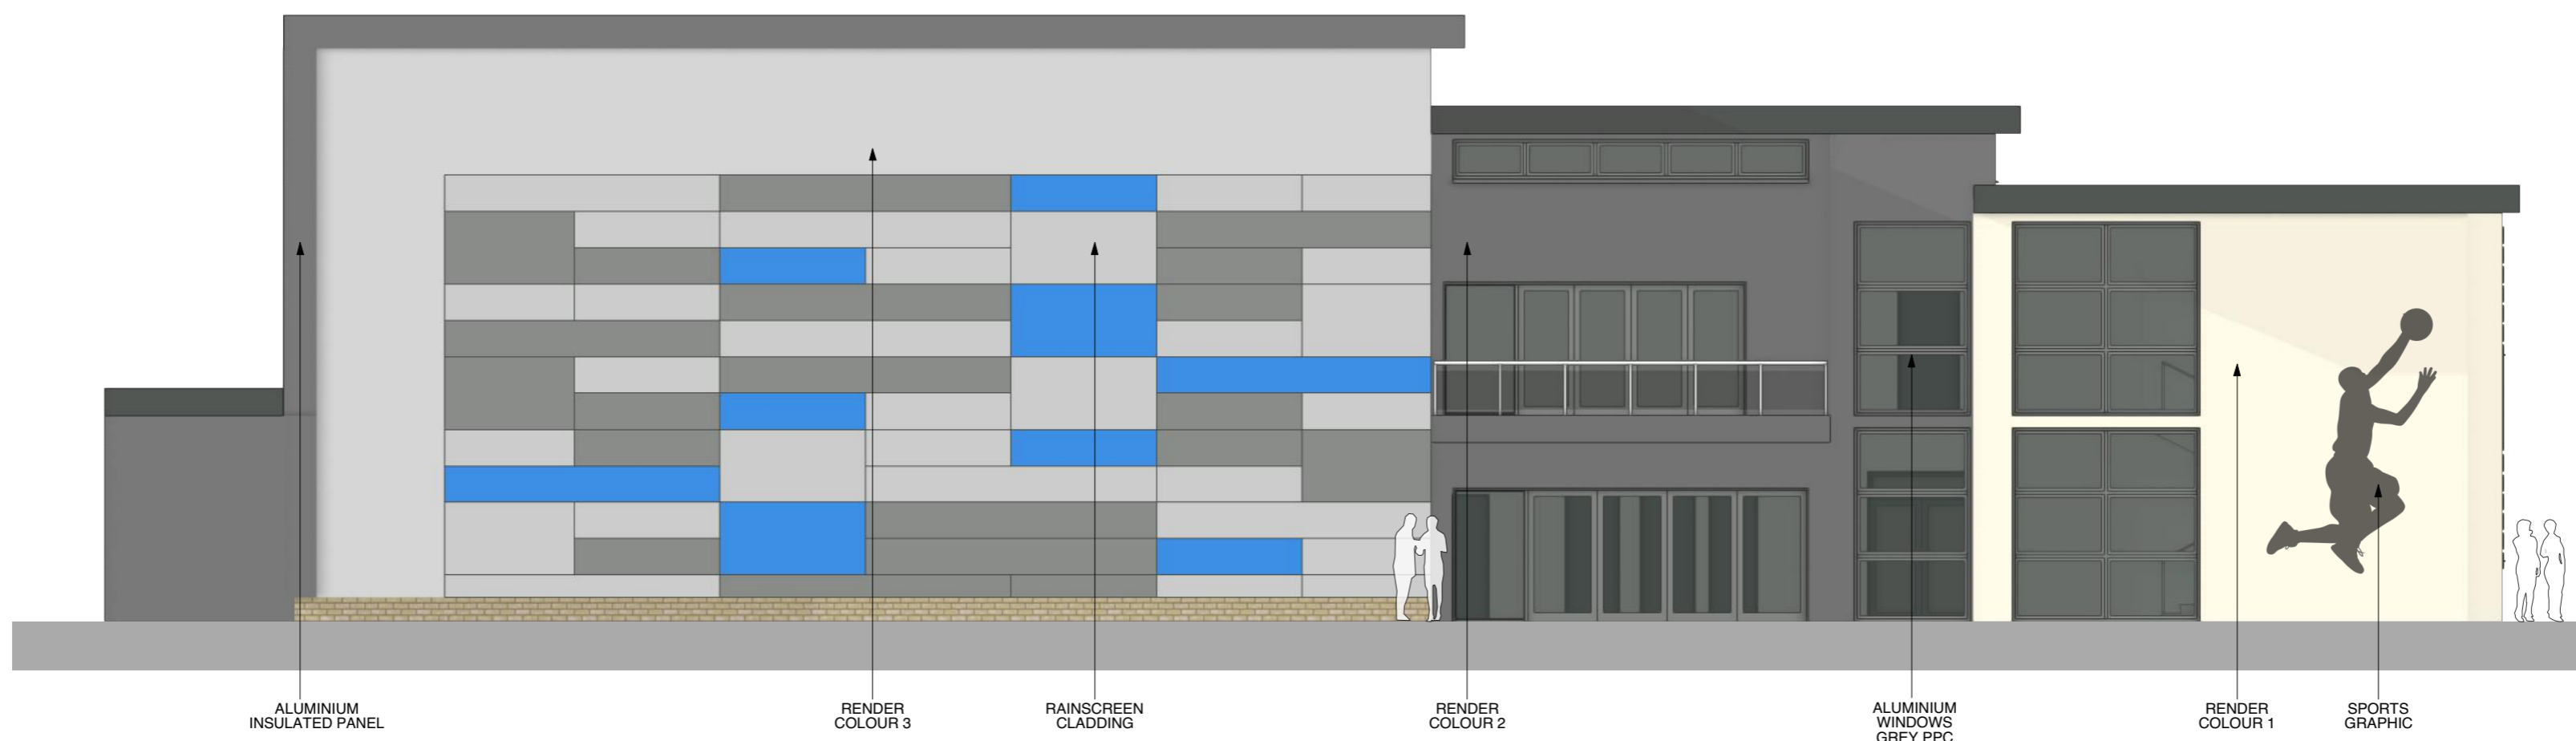 ALUMINIUM
INSULATED PANEL
RENDER
COLOUR 3
RAINSCREEN
CLADDING
RENDER
COLOUR 2
ALUMINIUM
WINDOWS
GREY PPC
RENDER
COLOUR 1
SPORTS
GRAPHIC